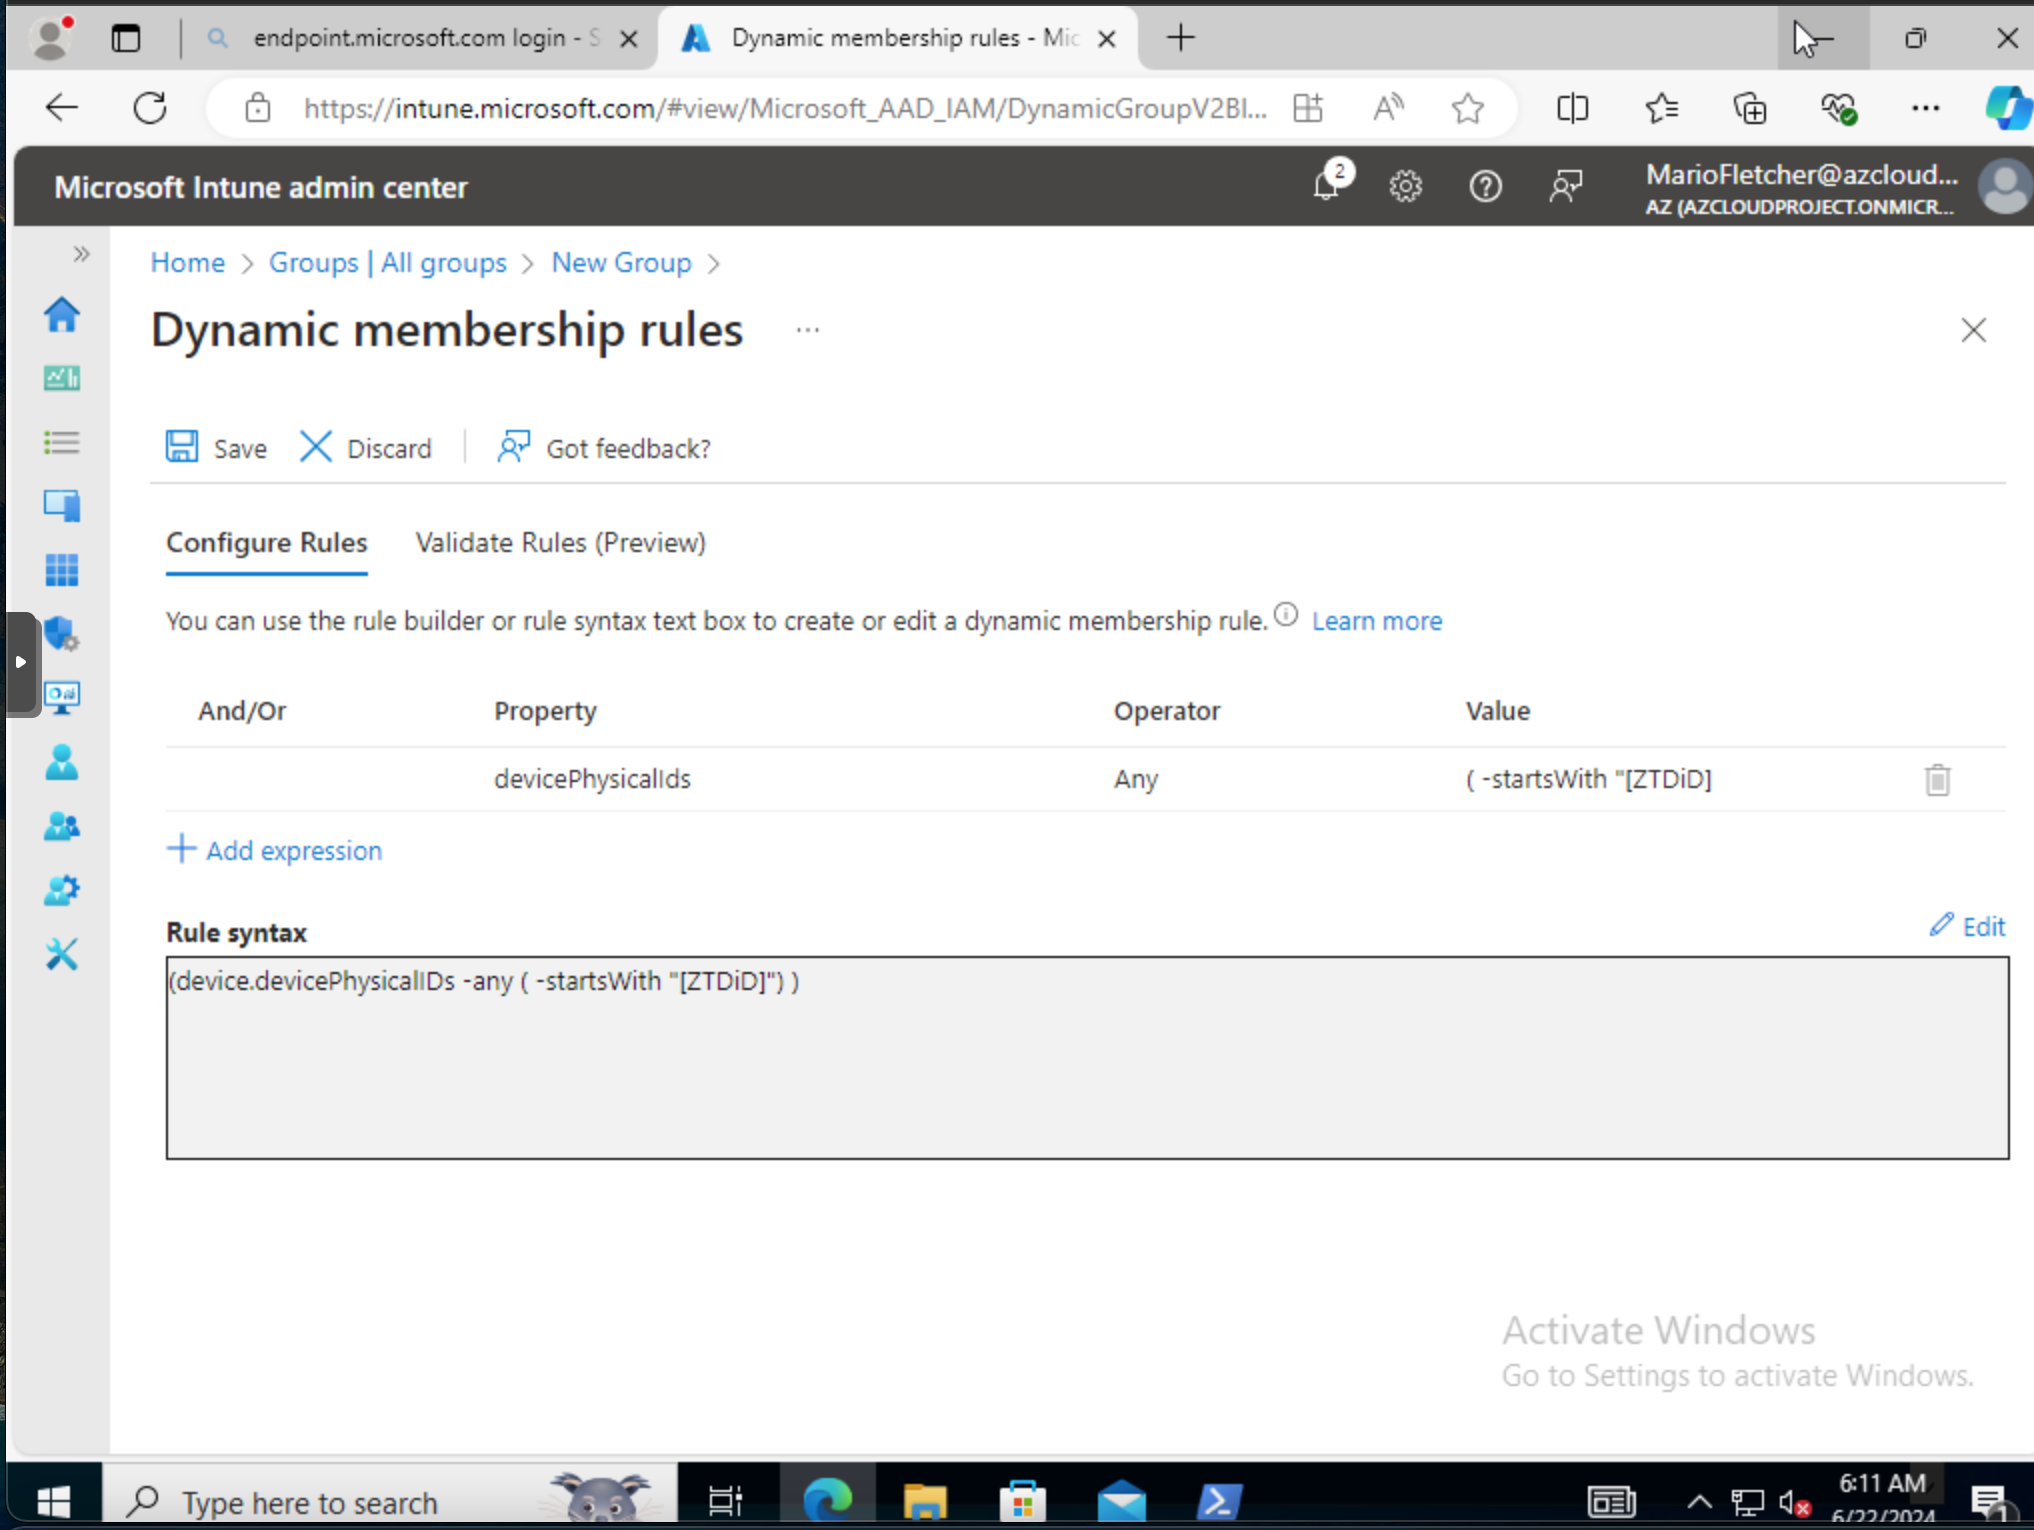 endpoint.microsoft.com login - S
Dynamic membership rules - Mic
https://intune.microsoft.com/#view/Microsoft_AAD_IAM/DynamicGroupV2Bl...
Microsoft Intune admin center
2
MarioFletcher@azcloud...
AZ (AZCLOUDPROJECT.ONMICR...
Home > Groups | All groups > New Group >
Dynamic membership rules ...
Save Discard Got feedback?
Configure Rules Validate Rules (Preview)
You can use the rule builder or rule syntax text box to create or edit a dynamic membership rule. Learn more
And/Or Property Operator Value
devicePhysicalIds Any ( -startsWith "[ZTDiD]
+ Add expression
Rule syntax
Edit
(device.devicePhysicalIDs -any ( -startsWith "[ZTDiD]") )
Activate Windows
Go to Settings to activate Windows.
Type here to search
6:11 AM
6/22/2024
1